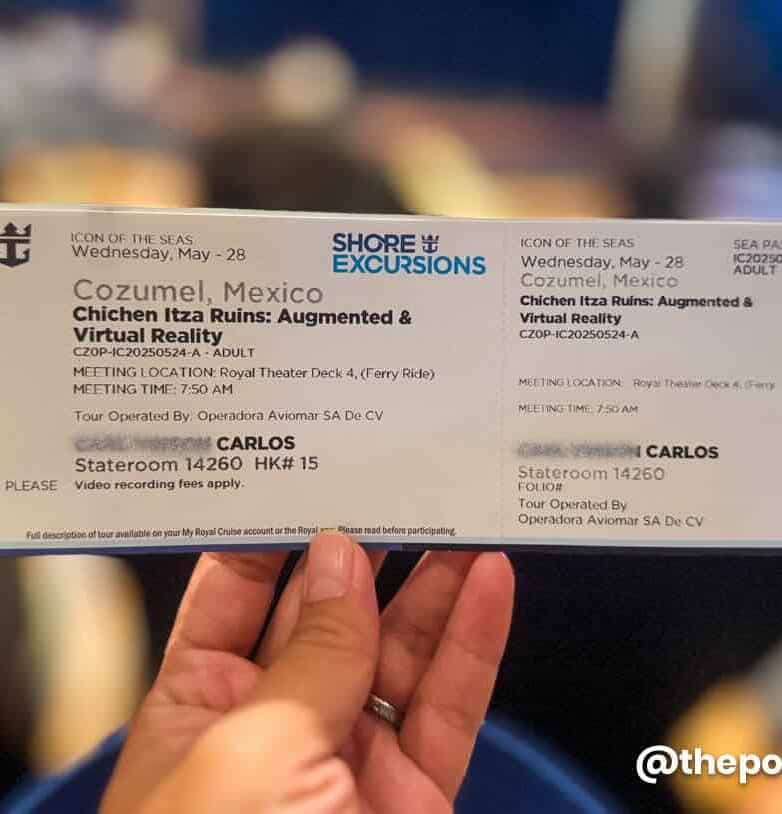 ICON OF THE SEAS
Wednesday, May - 28
SHORE
EXCURSIONS
Cozumel, Mexico
Chichen Itza Ruins: Augmented &
Virtual Reality
CZ0P-IC20250524-A - ADULT
MEETING LOCATION: Royal Theater Deck 4, (Ferry Ride)
MEETING TIME: 7:50 AM
Tour Operated By: Operadora Aviomar SA De CV
CARLOS
Stateroom 14260 HK# 15
PLEASE Video recording fees apply.
Full description of tour available on your My Royal Cruise account or the Royal Please read before participating.
ICON OF THE SEAS
Wednesday, May - 28
Cozumel, Mexico
Chichen Itza Ruins: Augmented &
Virtual Reality
CZ0P-IC20250524-A
SEA PA
IC2025
ADULT
MEETING LOCATION: Royal Theater Deck 4, (Ferry
MEETING TIME: 7:50 AM
CARLOS
Stateroom 14260
FOLIO#
Tour Operated By
Operadora Aviomar SA De CV
@thepo